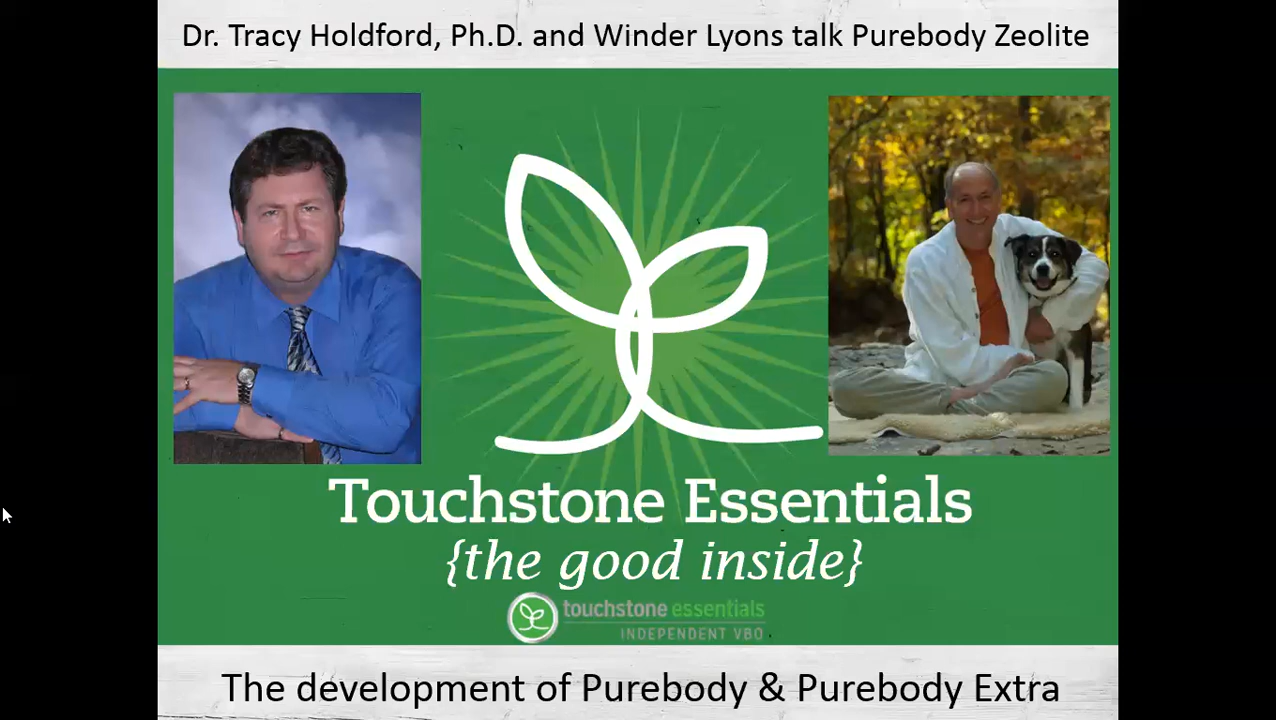 Dr. Tracy Holdford, Ph.D. and Winder Lyons talk Purebody Zeolite
Touchstone Essentials
{the good inside}
touchstone essentials
INDEPENDENT VBO
The development of Purebody & Purebody Extra